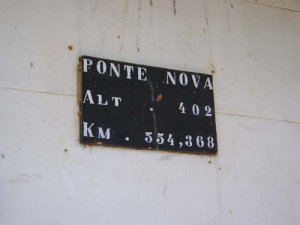 PONTE NOVA
ALT . 402
KM . 554,368